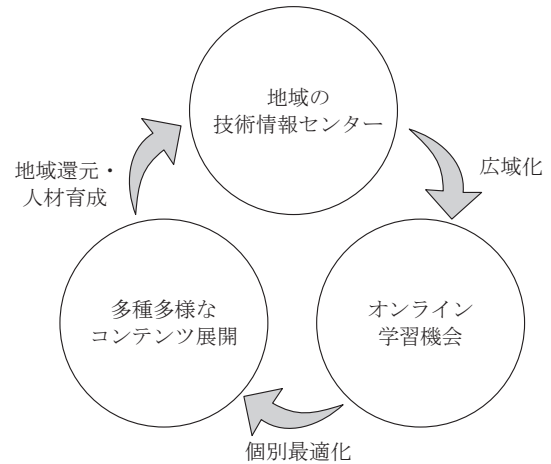 地域の
技術情報センター
広域化
地域還元・
人材育成
多種多様な
コンテンツ展開
オンライン
学習機会
個別最適化